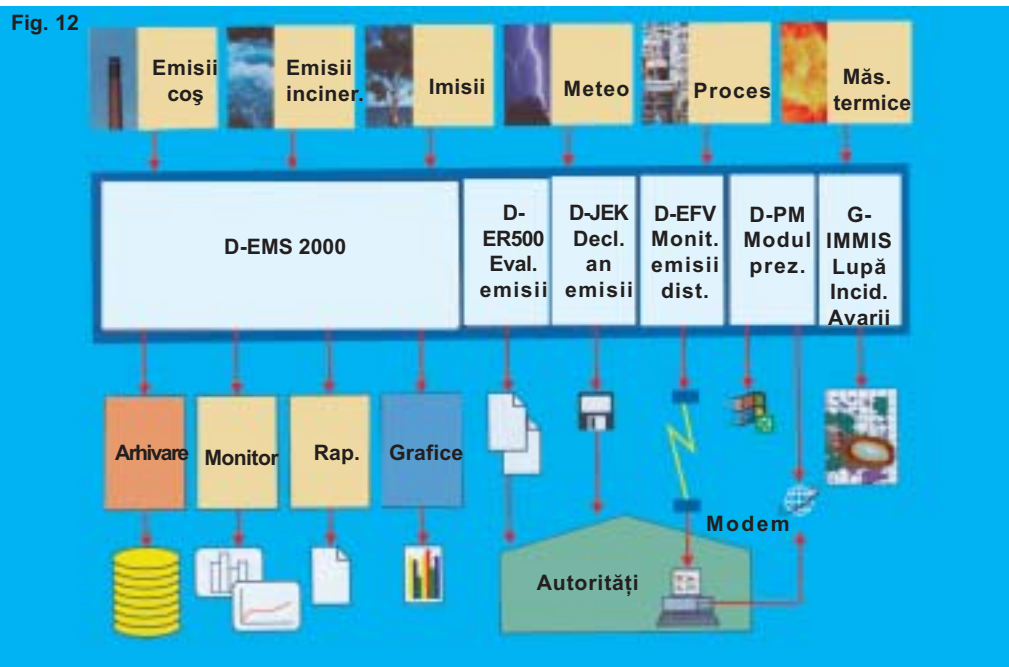 Fig. 12
Emisii
coş
Emisii
inciner.
Imisii
Meteo
Proces
Măs.
termice
D-EMS 2000
D-
ER500
Eval.
emisii
D-JEK
Decl.
an
emisii
D-EFV
Monit.
emisii
dist.
D-PM
Modul
prez.
G-
IMMIS
Lupă
Incid.
Avarii
Arhivare
Monitor
Rap.
Grafice
Modem
Autorităţi